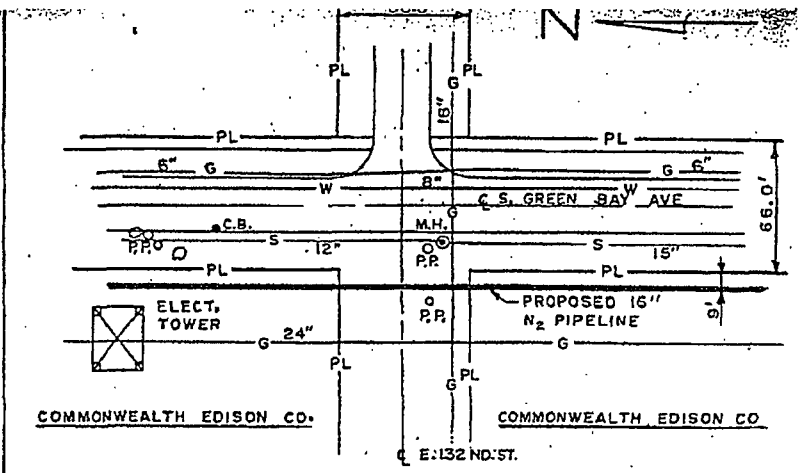 N
PL
G
PL
16"
PL
PL
6"
G
8"
G
6"
W
W
℄ S. GREEN BAY AVE
G
66.0'
C.B.
M.H.
P.P.
S
12"
P.P.
S
15"
PL
PL
ELECT.
TOWER
P.P.
PROPOSED 16"
N2 PIPELINE
9'
24"
G
G
PL
G
PL
COMMONWEALTH EDISON CO.
COMMONWEALTH EDISON CO
℄ E. 132 ND. ST.